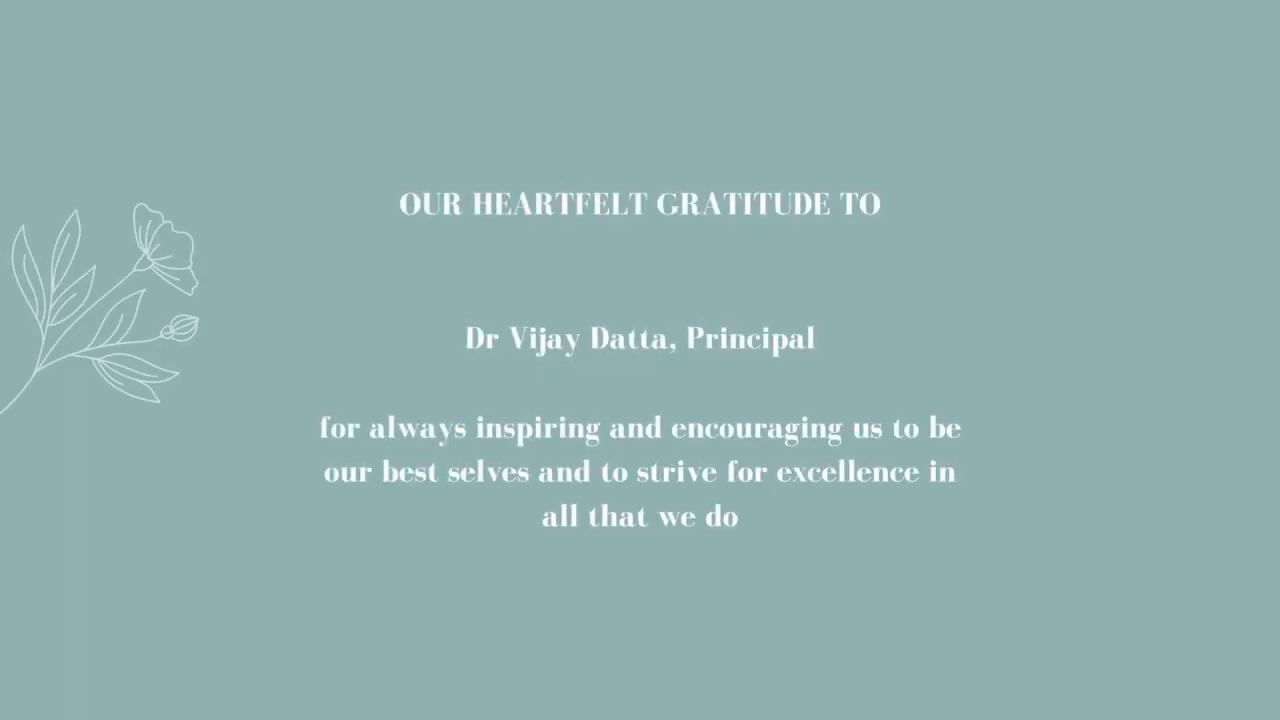 OUR HEARTFELT GRATITUDE TO
Dr Vijay Datta, Principal
for always inspiring and encouraging us to be
our best selves and to strive for excellence in
all that we do